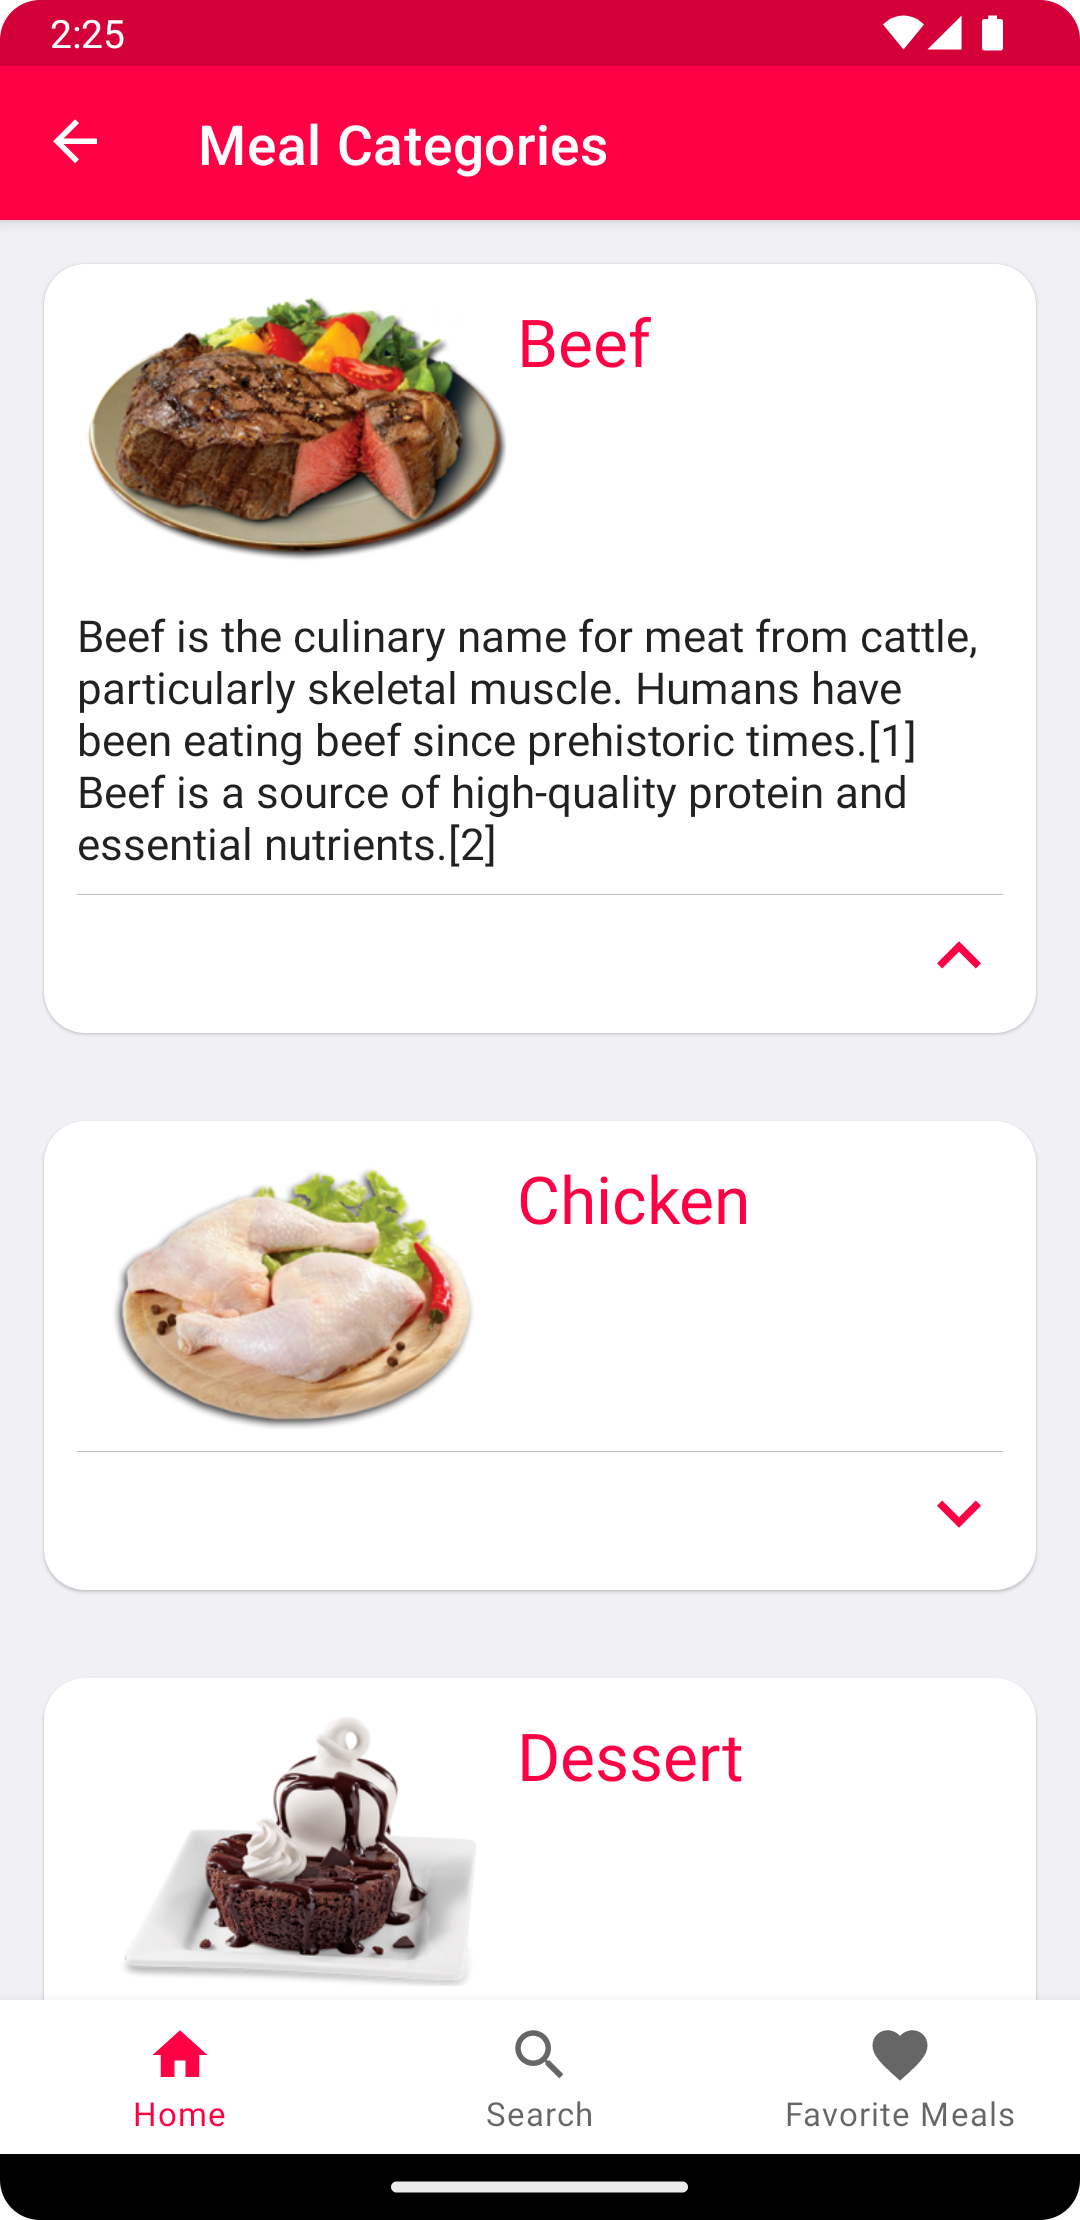 2:25
Meal Categories
Beef
Beef is the culinary name for meat from cattle,
particularly skeletal muscle. Humans have
been eating beef since prehistoric times.[1]
Beef is a source of high-quality protein and
essential nutrients.[2]
Chicken
Dessert
Home
Search
Favorite Meals